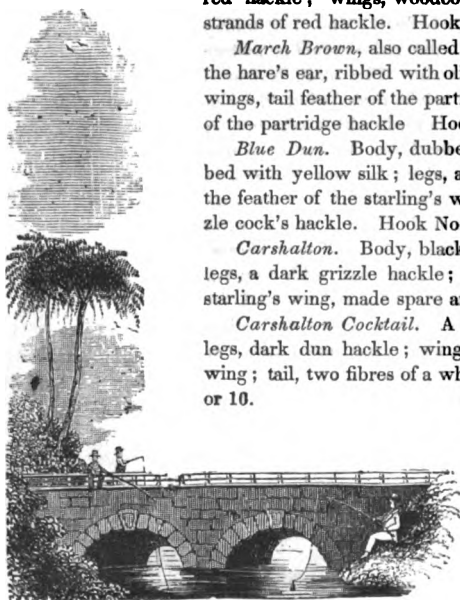 red hackle; wings, woodco
strands of red hackle. Hook
March Brown, also called
the hare's ear, ribbed with ol
wings, tail feather of the part
of the partridge hackle Hoo
Blue Dun. Body, dubbe
bed with yellow silk; legs, a
the feather of the starling's w
zle cock's hackle. Hook No
Carshalton. Body, black
legs, a dark grizzle hackle;
starling's wing, made spare a
Carshalton Cocktail. A
legs, dark dun hackle; wing
wing; tail, two fibres of a wh
or 10.